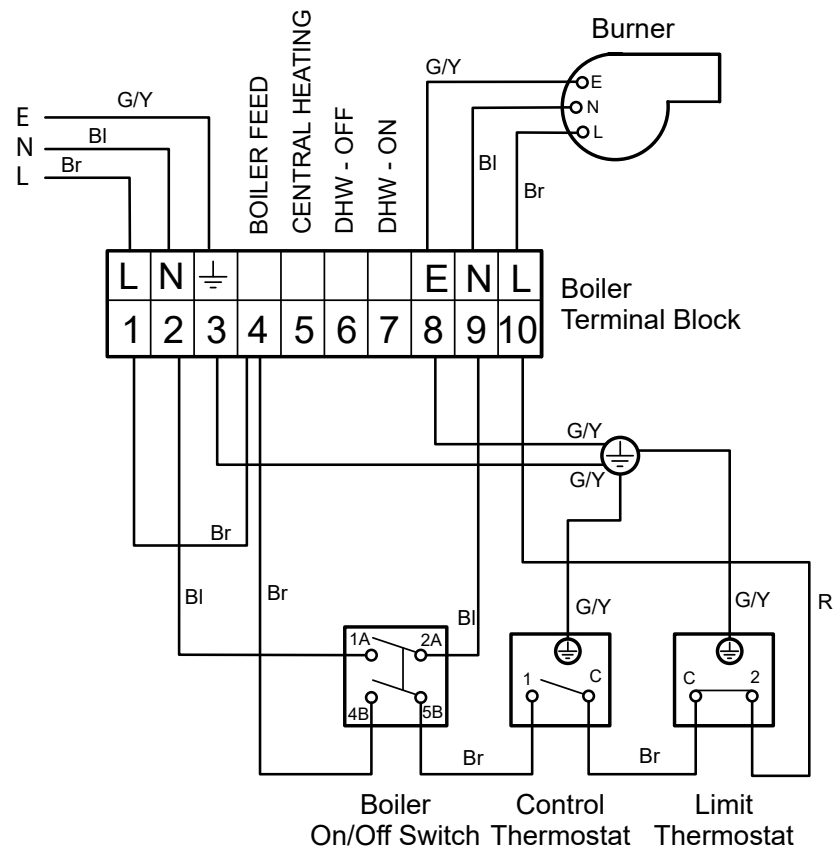 Burner
G/Y
E
N
L
E
G/Y
N
Bl
L
Br
BOILER FEED
CENTRAL HEATING
DHW - OFF
DHW - ON
Bl
Br
L N E N L
1 2 3 4 5 6 7 8 9 10
Boiler
Terminal Block
G/Y
G/Y
Br
Bl
Br
Bl
G/Y
G/Y
R
1A 2A
4B 5B
1 C
C 2
Br
Br
Boiler
On/Off Switch
Control
Thermostat
Limit
Thermostat